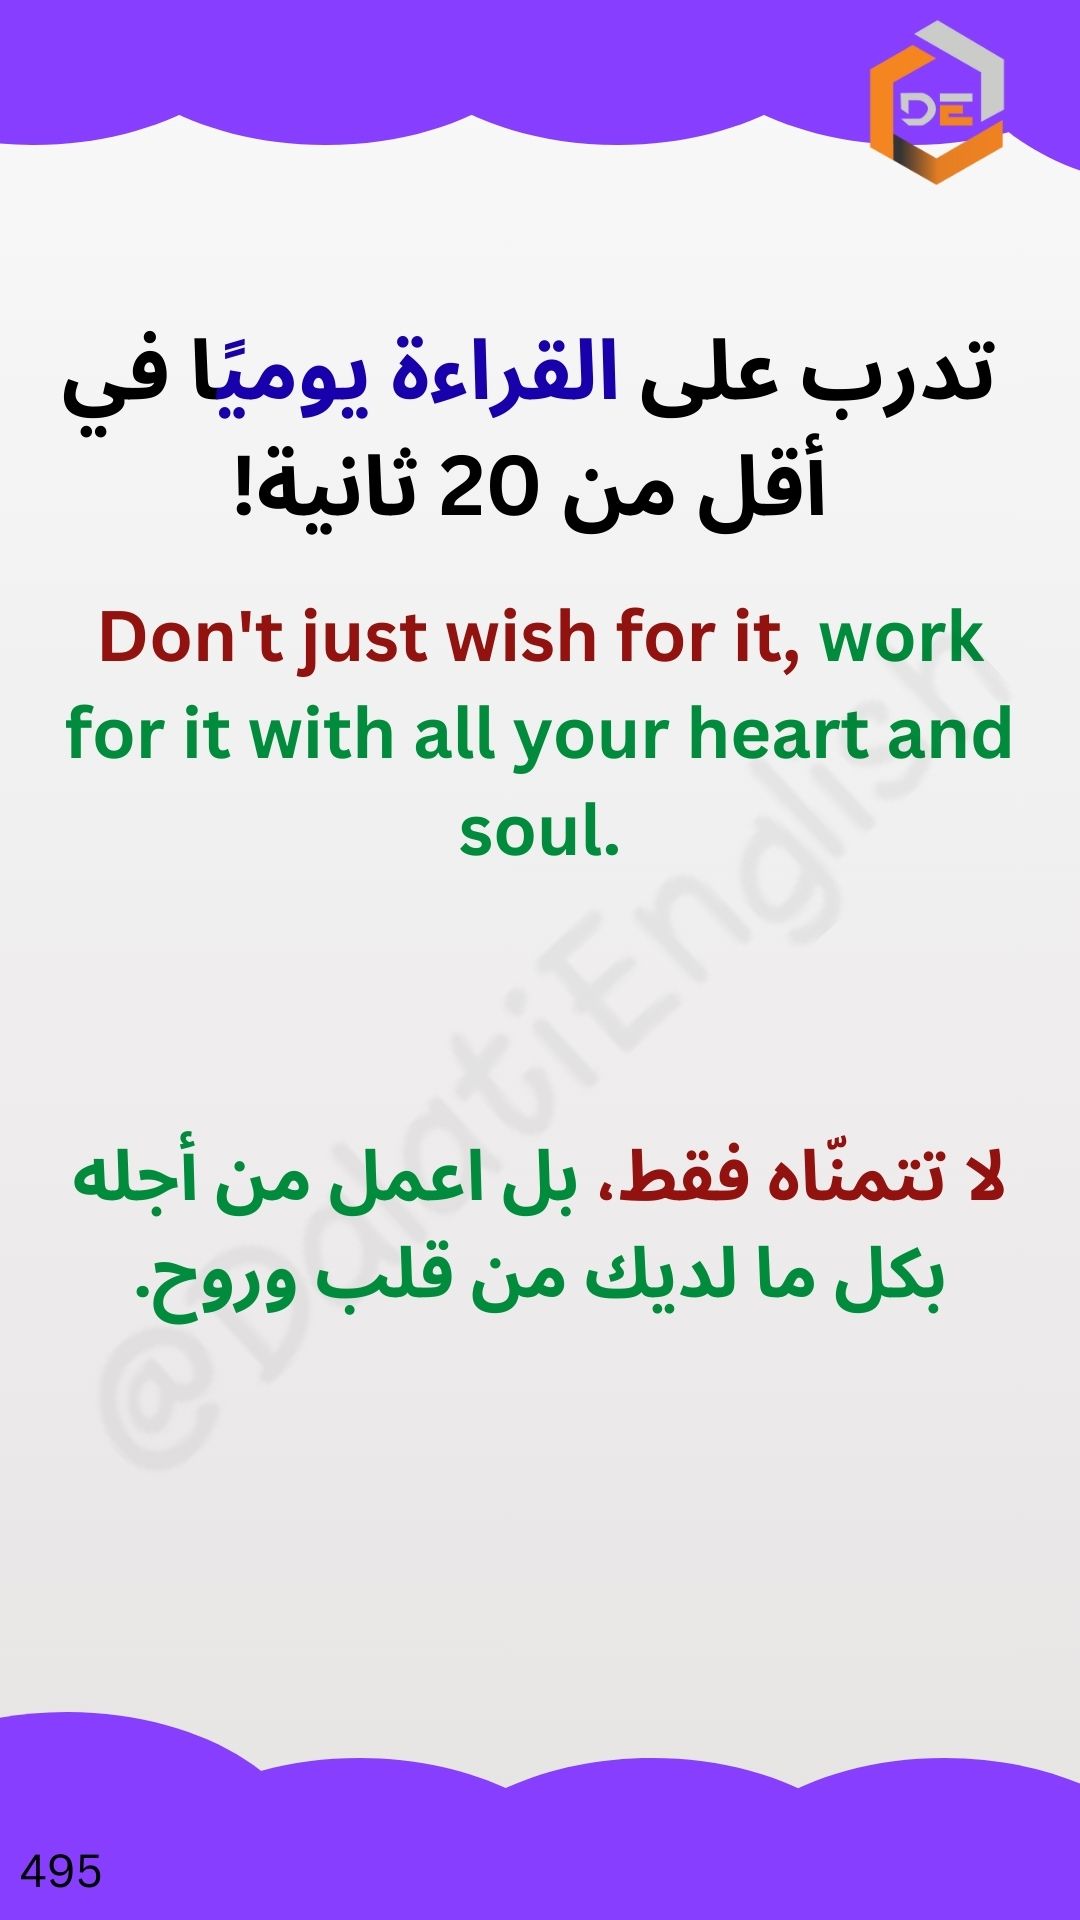 DE
تدرب على القراءة يوميًا في
أقل من 20 ثانية!
Don't just wish for it, work
for it with all your heart and
soul.
@DalatiEnglish
لا تتمنّاه فقط، بل اعمل من أجله
بكل ما لديك من قلب وروح.
495